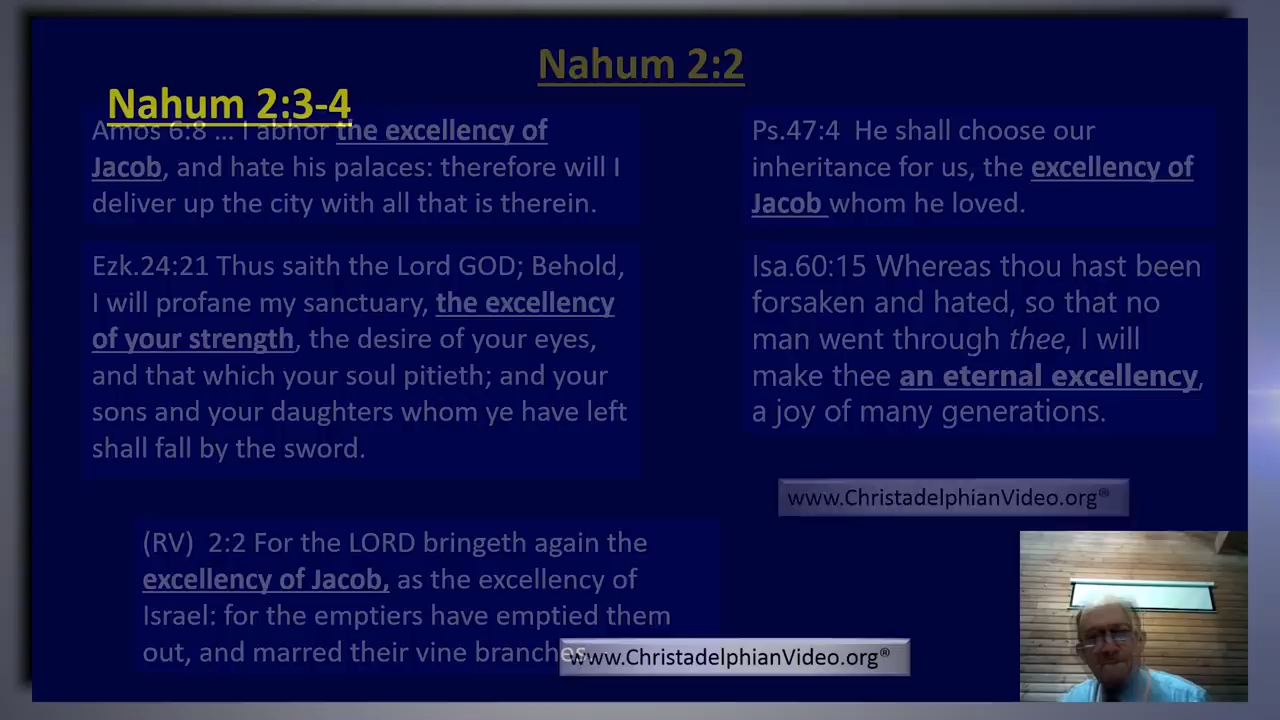 Nahum 2:2
Nahum 2:3-4
Amos 6:8 ... I abhor the excellency of
Jacob, and hate his palaces: therefore will I
deliver up the city with all that is therein.
Ezk.24:21 Thus saith the Lord GOD; Behold,
I will profane my sanctuary, the excellency
of your strength, the desire of your eyes,
and that which your soul pitieth; and your
sons and your daughters whom ye have left
shall fall by the sword.
Ps.47:4 He shall choose our
inheritance for us, the excellency of
Jacob whom he loved.
Isa.60:15 Whereas thou hast been
forsaken and hated, so that no
man went through thee, I will
make thee an eternal excellency,
a joy of many generations.
www.ChristadelphianVideo.org®
(RV) 2:2 For the LORD bringeth again the
excellency of Jacob, as the excellency of
Israel: for the emptiers have emptied them
out, and marred their vine branches
www.ChristadelphianVideo.org®